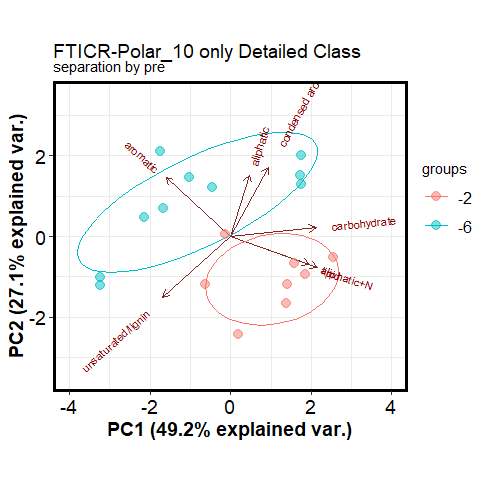 FTICR-Polar_10 only Detailed Class
separation by pre
condensed aro
aliphatic
aromatic
carbohydrate
aliphatic+N
unsaturated/lignin
2
0
-2
-4
-2
0
2
4
PC1 (49.2% explained var.)
PC2 (27.1% explained var.)
groups
-2
-6